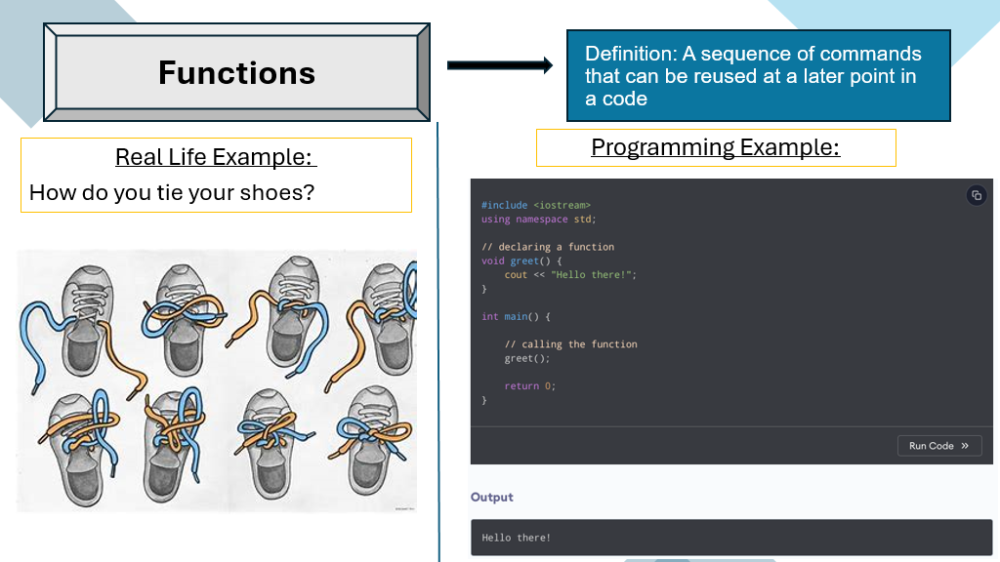 Functions
Definition: A sequence of commands
that can be reused at a later point in
a code
Real Life Example:
How do you tie your shoes?
Programming Example:
#include <iostream>
using namespace std;
// declaring a function
void greet() {
cout << "Hello there!";
}
int main() {
// calling the function
greet();
return 0;
}
Run Code »
Output
Hello there!